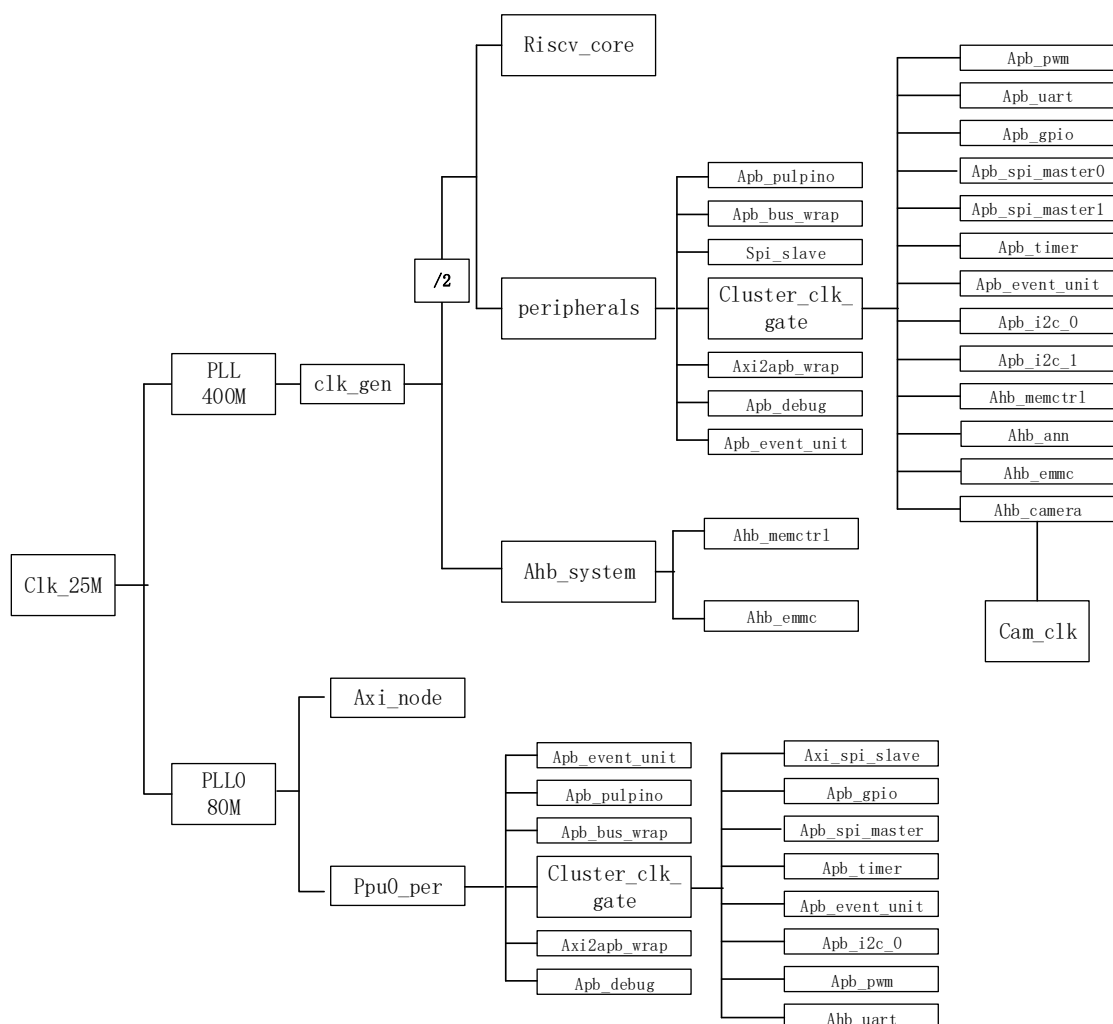 Riscv_core
Apb_pwm
Apb_uart
Apb_gpio
Apb_spi_master0
Apb_spi_master1
Apb_timer
Apb_event_unit
Apb_i2c_0
Apb_i2c_1
Ahb_memctrl
Ahb_ann
Ahb_emmc
Ahb_camera
Cam_clk
Apb_pulpino
Apb_bus_wrap
Spi_slave
Cluster_clk_
gate
Axi2apb_wrap
Apb_debug
Apb_event_unit
/2
peripherals
PLL
400M
clk_gen
Ahb_system
Ahb_memctrl
Ahb_emmc
Clk_25M
Axi_node
PLL0
80M
Ppu0_per
Apb_event_unit
Apb_pulpino
Apb_bus_wrap
Cluster_clk_
gate
Axi2apb_wrap
Apb_debug
Axi_spi_slave
Apb_gpio
Apb_spi_master
Apb_timer
Apb_event_unit
Apb_i2c_0
Apb_pwm
Ahb_uart